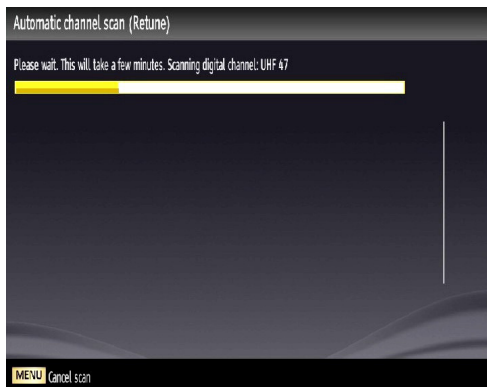 Automatic channel scan (Retune)
Please wait. This will take a few minutes. Scanning digital channel: UHF 47
MENU Cancel scan